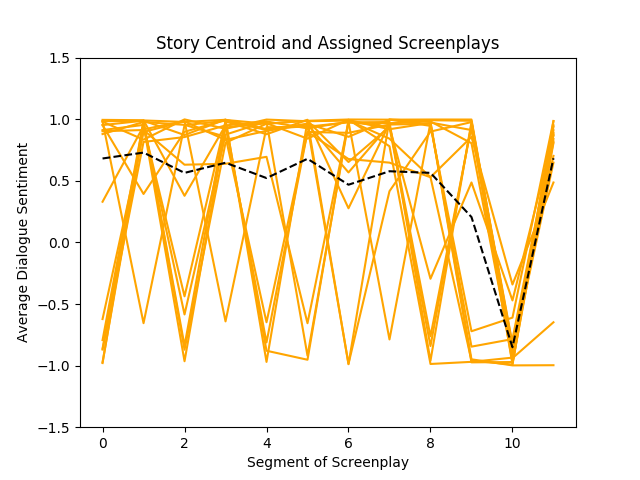 Story Centroid and Assigned Screenplays
1.5
1.0
0.5
0.0
−0.5
−1.0
−1.5
Average Dialogue Sentiment
0 2 4 6 8 10
Segment of Screenplay